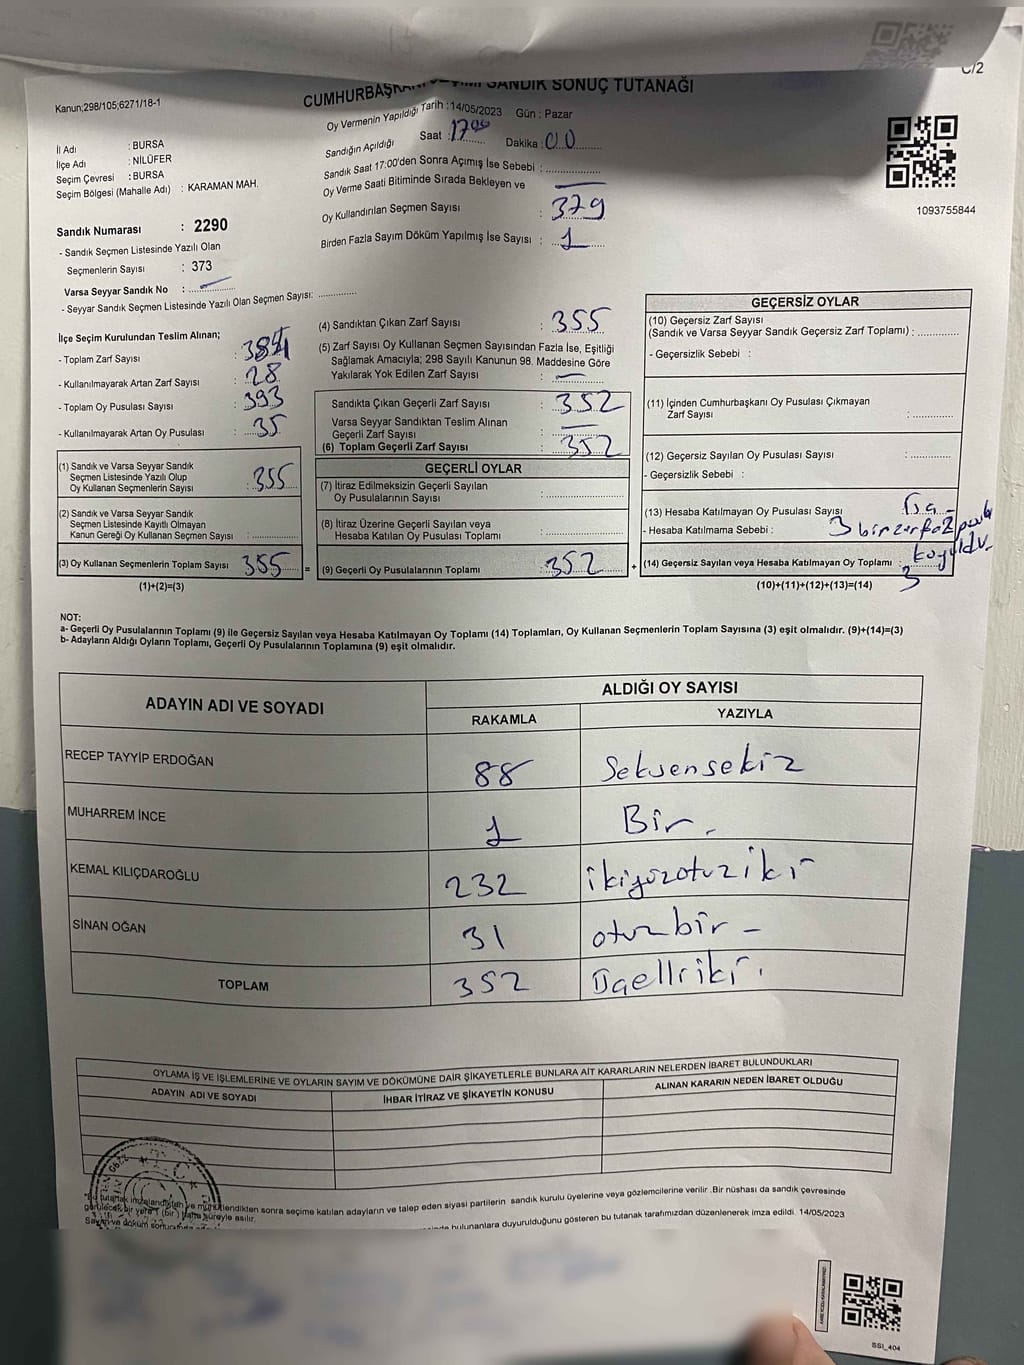 C/2
Kanun;298/105;6271/18-1
SANDIK SONUÇ TUTANAĞI
Oy Vermenin Yapıldığı Tarih : 14/05/2023 Gün : Pazar
Sandığın Açıldığı Saat : 17:00 Dakika : 00
Sandık Saat 17:00'den Sonra Açılmış İse Sebebi :
Oy Verme Saati Bitiminde Sırada Bekleyen ve
Oy Kullandırılan Seçmen Sayısı : 379
Birden Fazla Sayım Döküm Yapılmış İse Sayısı : 1
İl Adı : BURSA
İlçe Adı : NİLÜFER
Seçim Çevresi : BURSA
Seçim Bölgesi (Mahalle Adı) : KARAMAN MAH.
1093755844
Sandık Numarası : 2290
- Sandık Seçmen Listesinde Yazılı Olan
Seçmenlerin Sayısı : 373
Varsa Seyyar Sandık No :
- Seyyar Sandık Seçmen Listesinde Yazılı Olan Seçmen Sayısı:
İlçe Seçim Kurulundan Teslim Alınan;
- Toplam Zarf Sayısı :
- Kullanılmayarak Artan Zarf Sayısı : 28
- Toplam Oy Pusulası Sayısı : 393
- Kullanılmayarak Artan Oy Pusulası : 35
(1) Sandık ve Varsa Seyyar Sandık
Seçmen Listesinde Yazılı Olup
Oy Kullanan Seçmenlerin Sayısı : 355
(2) Sandık ve Varsa Seyyar Sandık
Seçmen Listesinde Kayıtlı Olmayan
Kanun Gereği Oy Kullanan Seçmen Sayısı :
(3) Oy Kullanan Seçmenlerin Toplam Sayısı 355 =
(1)+(2)=(3)
(4) Sandıktan Çıkan Zarf Sayısı : 355
(5) Zarf Sayısı Oy Kullanan Seçmen Sayısından Fazla İse, Eşitliği
Sağlamak Amacıyla; 298 Sayılı Kanunun 98. Maddesine Göre
Yakılarak Yok Edilen Zarf Sayısı :
Sandıkta Çıkan Geçerli Zarf Sayısı : 352
Varsa Seyyar Sandıktan Teslim Alınan
Geçerli Zarf Sayısı :
(6) Toplam Geçerli Zarf Sayısı : 352
GEÇERLİ OYLAR
(7) İtiraz Edilmeksizin Geçerli Sayılan
Oy Pusulalarının Sayısı :
(8) İtiraz Üzerine Geçerli Sayılan veya
Hesaba Katılan Oy Pusulası Toplamı :
(9) Geçerli Oy Pusulalarının Toplamı : 352 +
GEÇERSİZ OYLAR
(10) Geçersiz Zarf Sayısı
(Sandık ve Varsa Seyyar Sandık Geçersiz Zarf Toplamı) :
- Geçersizlik Sebebi :
(11) İçinden Cumhurbaşkanı Oy Pusulası Çıkmayan
Zarf Sayısı :
(12) Geçersiz Sayılan Oy Pusulası Sayısı :
- Geçersizlik Sebebi :
(13) Hesaba Katılmayan Oy Pusulası Sayısı :
- Hesaba Katılmama Sebebi : 3 bir zarfa
koyuldu
(14) Geçersiz Sayılan veya Hesaba Katılmayan Oy Toplamı : 3
(10)+(11)+(12)+(13)=(14)
NOT:
a- Geçerli Oy Pusulalarının Toplamı (9) ile Geçersiz Sayılan veya Hesaba Katılmayan Oy Toplamı (14) Toplamları, Oy Kullanan Seçmenlerin Toplam Sayısına (3) eşit olmalıdır. (9)+(14)=(3)
b- Adayların Aldığı Oyların Toplamı, Geçerli Oy Pusulalarının Toplamına (9) eşit olmalıdır.
ADAYIN ADI VE SOYADI
ALDIĞI OY SAYISI
RAKAMLA YAZIYLA
RECEP TAYYİP ERDOĞAN 88 Seksensekiz
MUHARREM İNCE 1 Bir
KEMAL KILIÇDAROĞLU 232 ikiyüzotuziki
SİNAN OĞAN 31 otuzbir
TOPLAM 352
OYLAMA İŞ VE İŞLEMLERİNE VE OYLARIN SAYIM VE DÖKÜMÜNE DAİR ŞİKAYETLERLE BUNLARA AİT KARARLARIN NELERDEN İBARET BULUNDUKLARI
ADAYIN ADI VE SOYADI İHBAR İTİRAZ VE ŞİKAYETİN KONUSU ALINAN KARARIN NEDEN İBARET OLDUĞU
*Bu tutanak imzalandıktan ve mühürlendikten sonra seçime katılan adayların ve talep eden siyasi partilerin sandık kurulu üyelerine veya gözlemcilerine verilir .Bir nüshası da sandık çevresinde
görülecek bir yere 1 (bir) hafta süreyle asılır.
Sayım ve döküm bulunanlara duyurulduğunu gösteren bu tutanak tarafımızdan düzenlenerek imza edildi. 14/05/2023
SS1_404